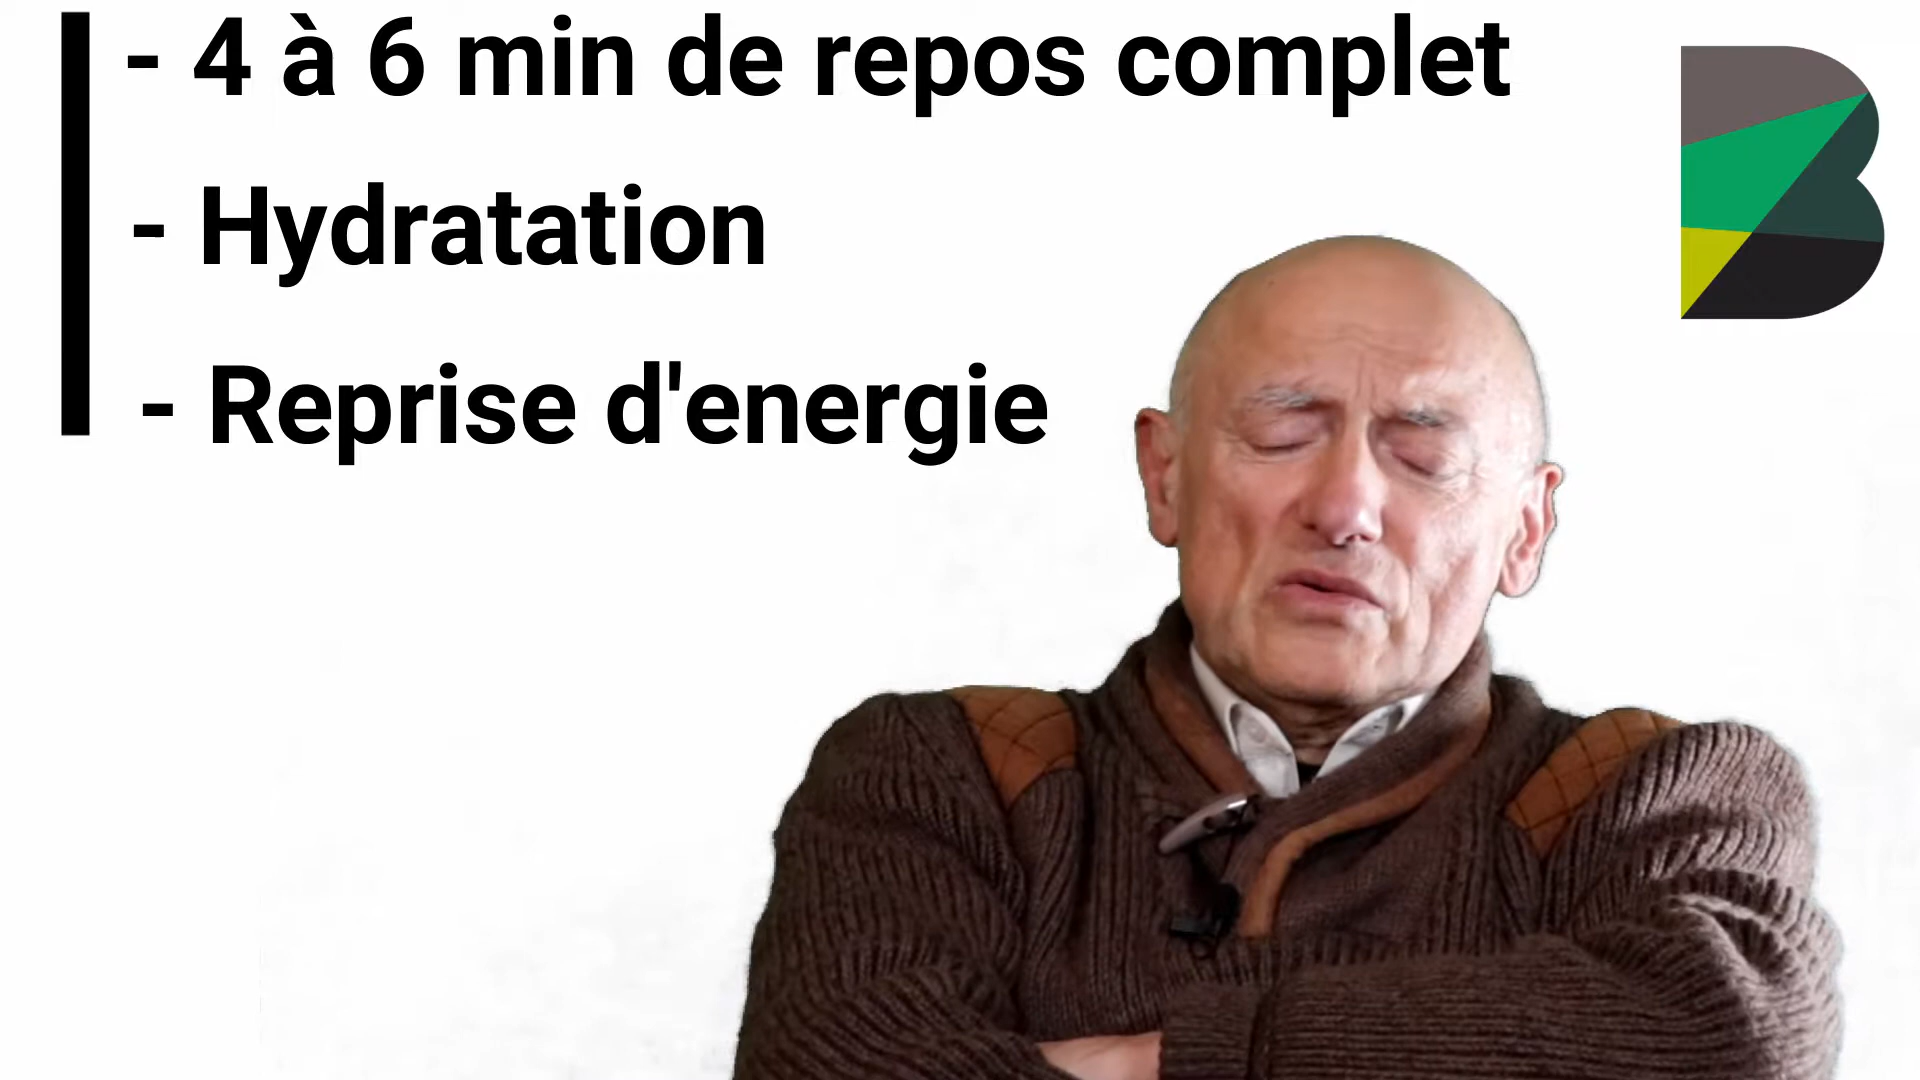 - 4 à 6 min de repos complet
- Hydratation
- Reprise d'energie